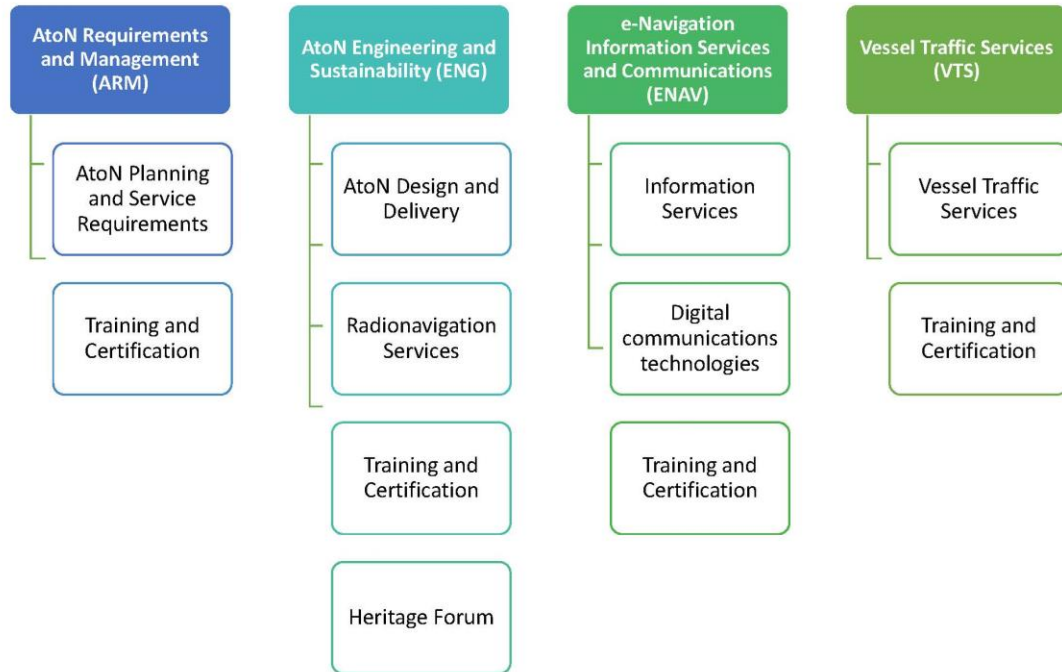 AtoN Requirements
and Management
(ARM)
AtoN Planning
and Service
Requirements
Training and
Certification
AtoN Engineering and
Sustainability (ENG)
AtoN Design and
Delivery
Radionavigation
Services
Training and
Certification
Heritage Forum
e-Navigation
Information Services
and Communications
(ENAV)
Information
Services
Digital
communications
technologies
Training and
Certification
Vessel Traffic Services
(VTS)
Vessel Traffic
Services
Training and
Certification